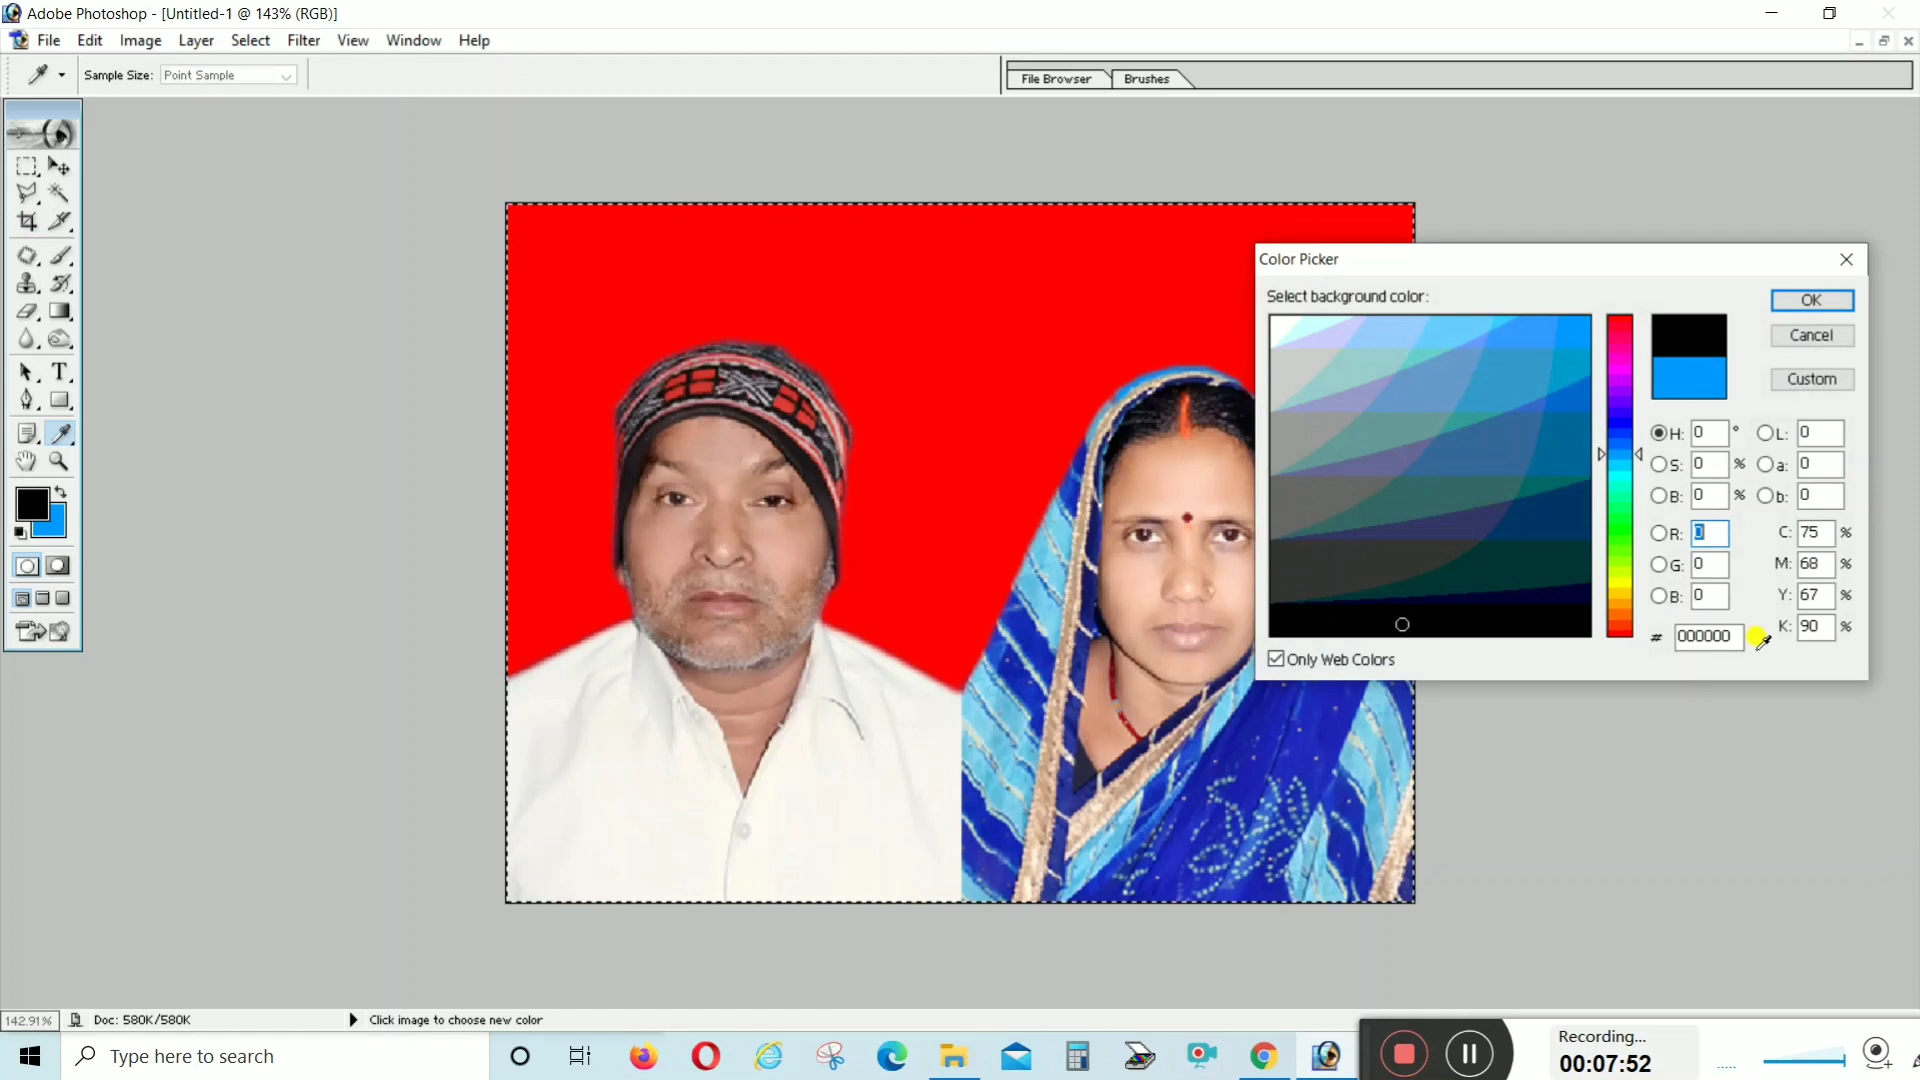 Adobe Photoshop - [Untitled-1 @ 143% (RGB)]
File Edit Image Layer Select Filter View Window Help
Sample Size: Point Sample
File Browser Brushes
Color Picker
Select background color:
OK
Cancel
Custom
H: 0 ° L: 0
S: 0 % a: 0
B: 0 % b: 0
R: 0 C: 75 %
G: 0 M: 68 %
B: 0 Y: 67 %
# 000000 K: 90 %
Only Web Colors
T
142.91% Doc: 580K/580K Click image to choose new color
Type here to search
Recording...
00:07:52